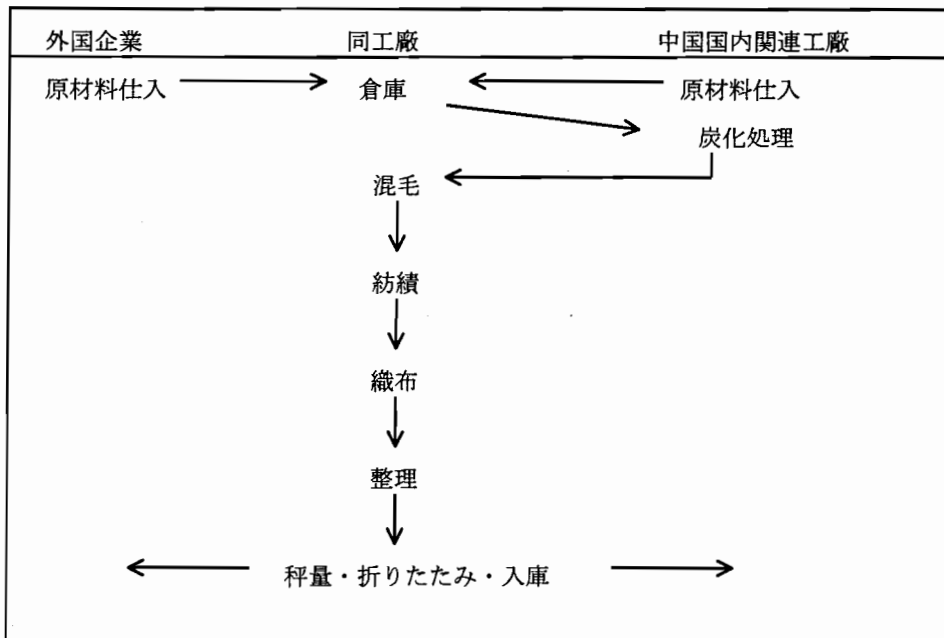 外国企業 同工廠 中国国内関連工廠
原材料仕入 倉庫 原材料仕入
炭化処理
混毛
紡績
織布
整理
秤量・折りたたみ・入庫